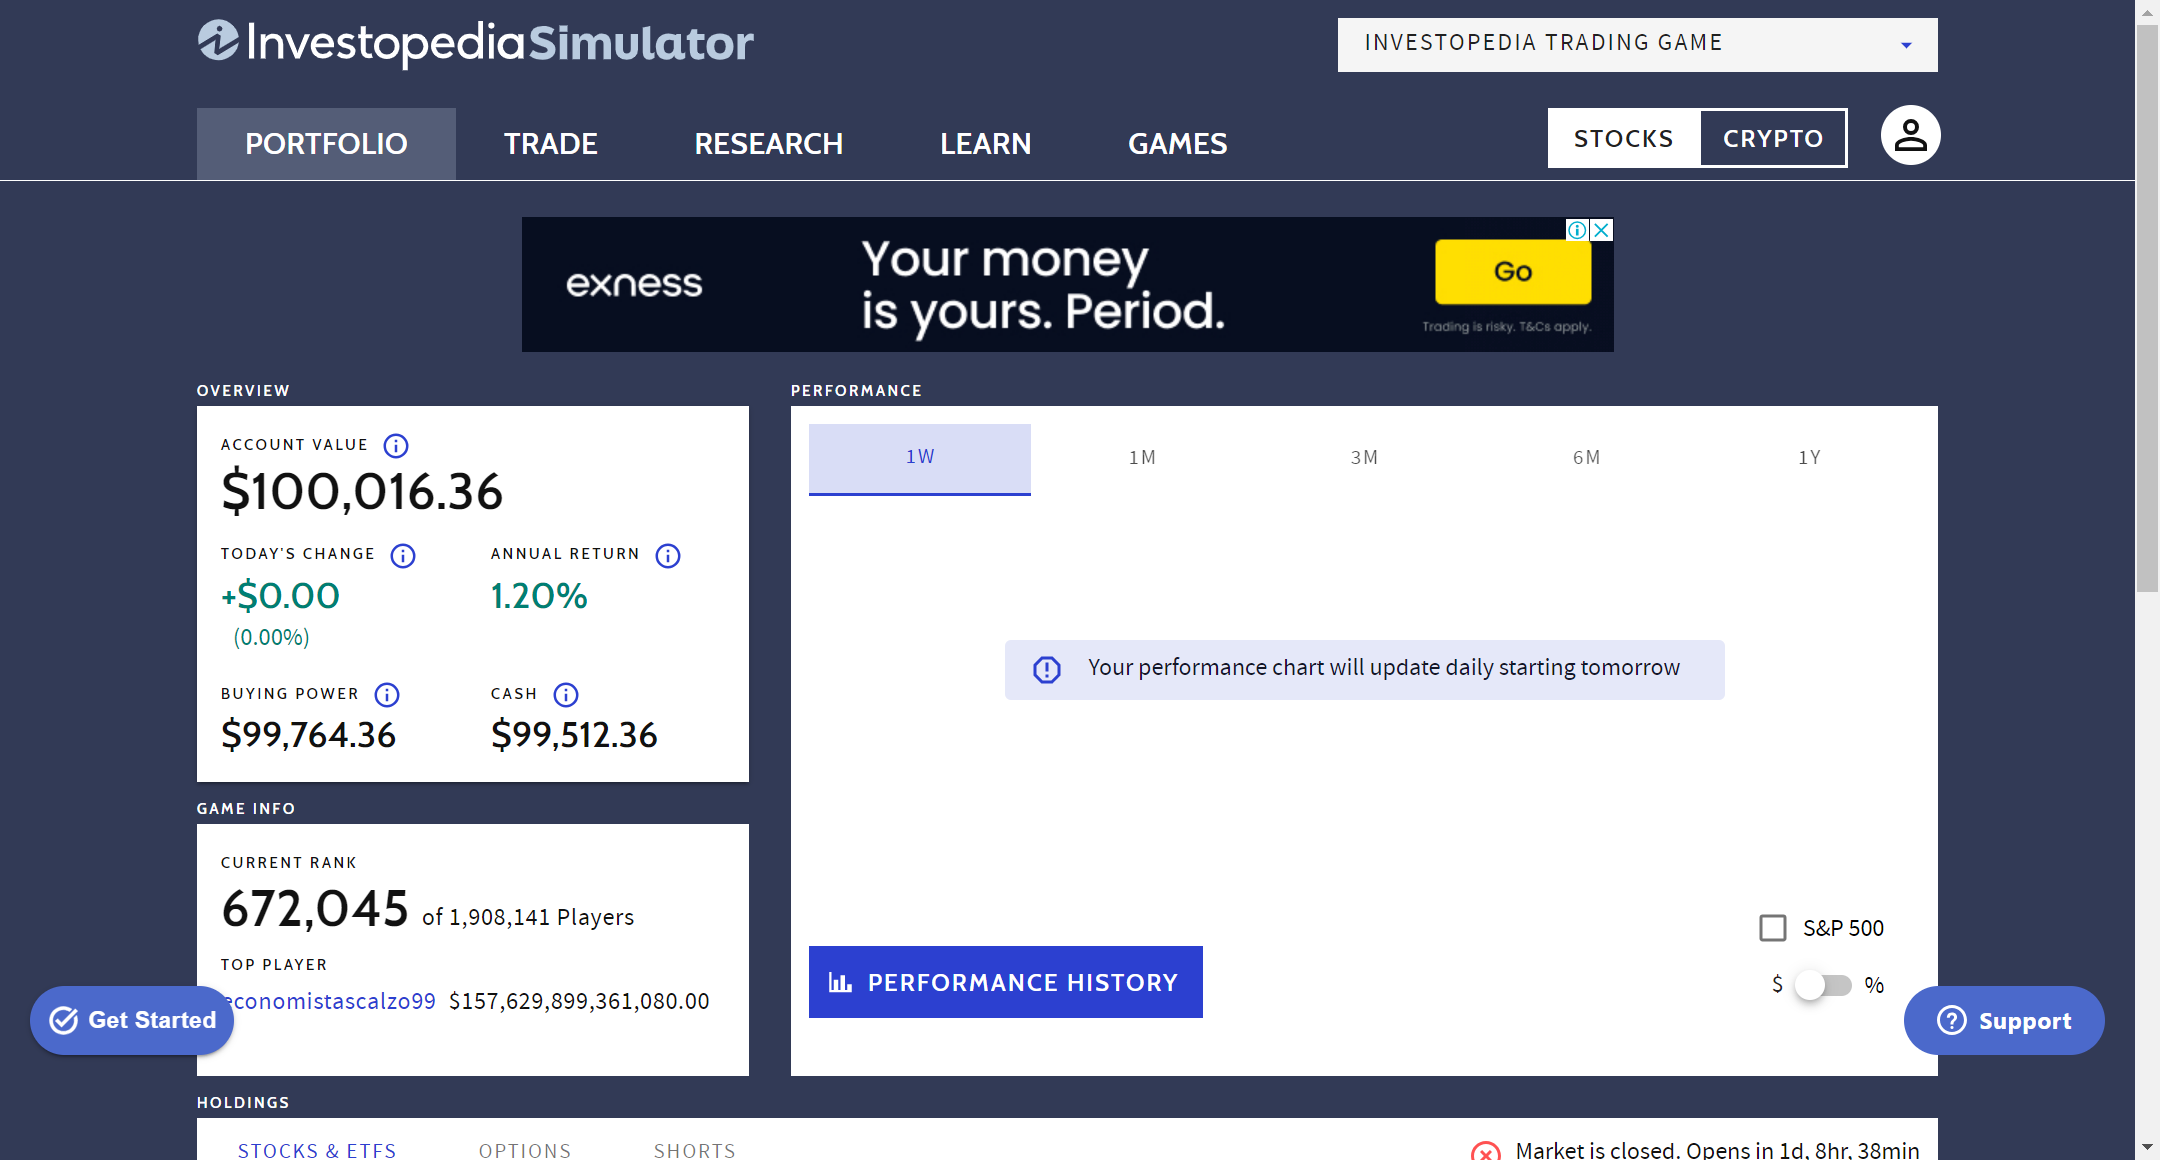 InvestopediaSimulator
INVESTOPEDIA TRADING GAME
PORTFOLIO
TRADE
RESEARCH
LEARN
GAMES
STOCKS
CRYPTO
exness
Your money
is yours. Period.
Go
Trading is risky. T&Cs apply.
OVERVIEW
ACCOUNT VALUE
$100,016.36
TODAY'S CHANGE
+$0.00
(0.00%)
ANNUAL RETURN
1.20%
BUYING POWER
$99,764.36
CASH
$99,512.36
PERFORMANCE
1W
1M
3M
6M
1Y
Your performance chart will update daily starting tomorrow
S&P 500
$ %
PERFORMANCE HISTORY
GAME INFO
CURRENT RANK
672,045 of 1,908,141 Players
TOP PLAYER
economistascalzo99 $157,629,899,361,080.00
Get Started
Support
HOLDINGS
STOCKS & ETFS
OPTIONS
SHORTS
Market is closed. Opens in 1d, 8hr, 38min